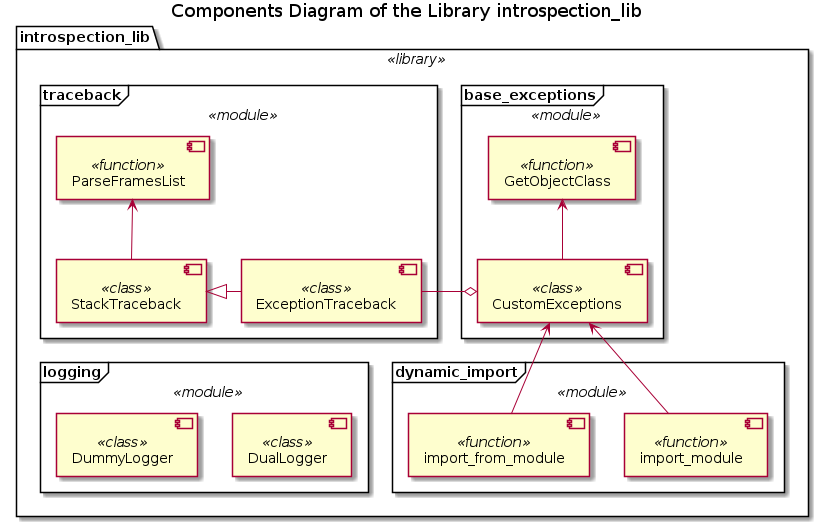 Components Diagram of the Library introspection_lib
introspection_lib
«library»
traceback
«module»
«function»
ParseFramesList
«class»
StackTraceback
«class»
ExceptionTraceback
base_exceptions
«module»
«function»
GetObjectClass
«class»
CustomExceptions
logging
«module»
«class»
DummyLogger
«class»
DualLogger
dynamic_import
«module»
«function»
import_from_module
«function»
import_module